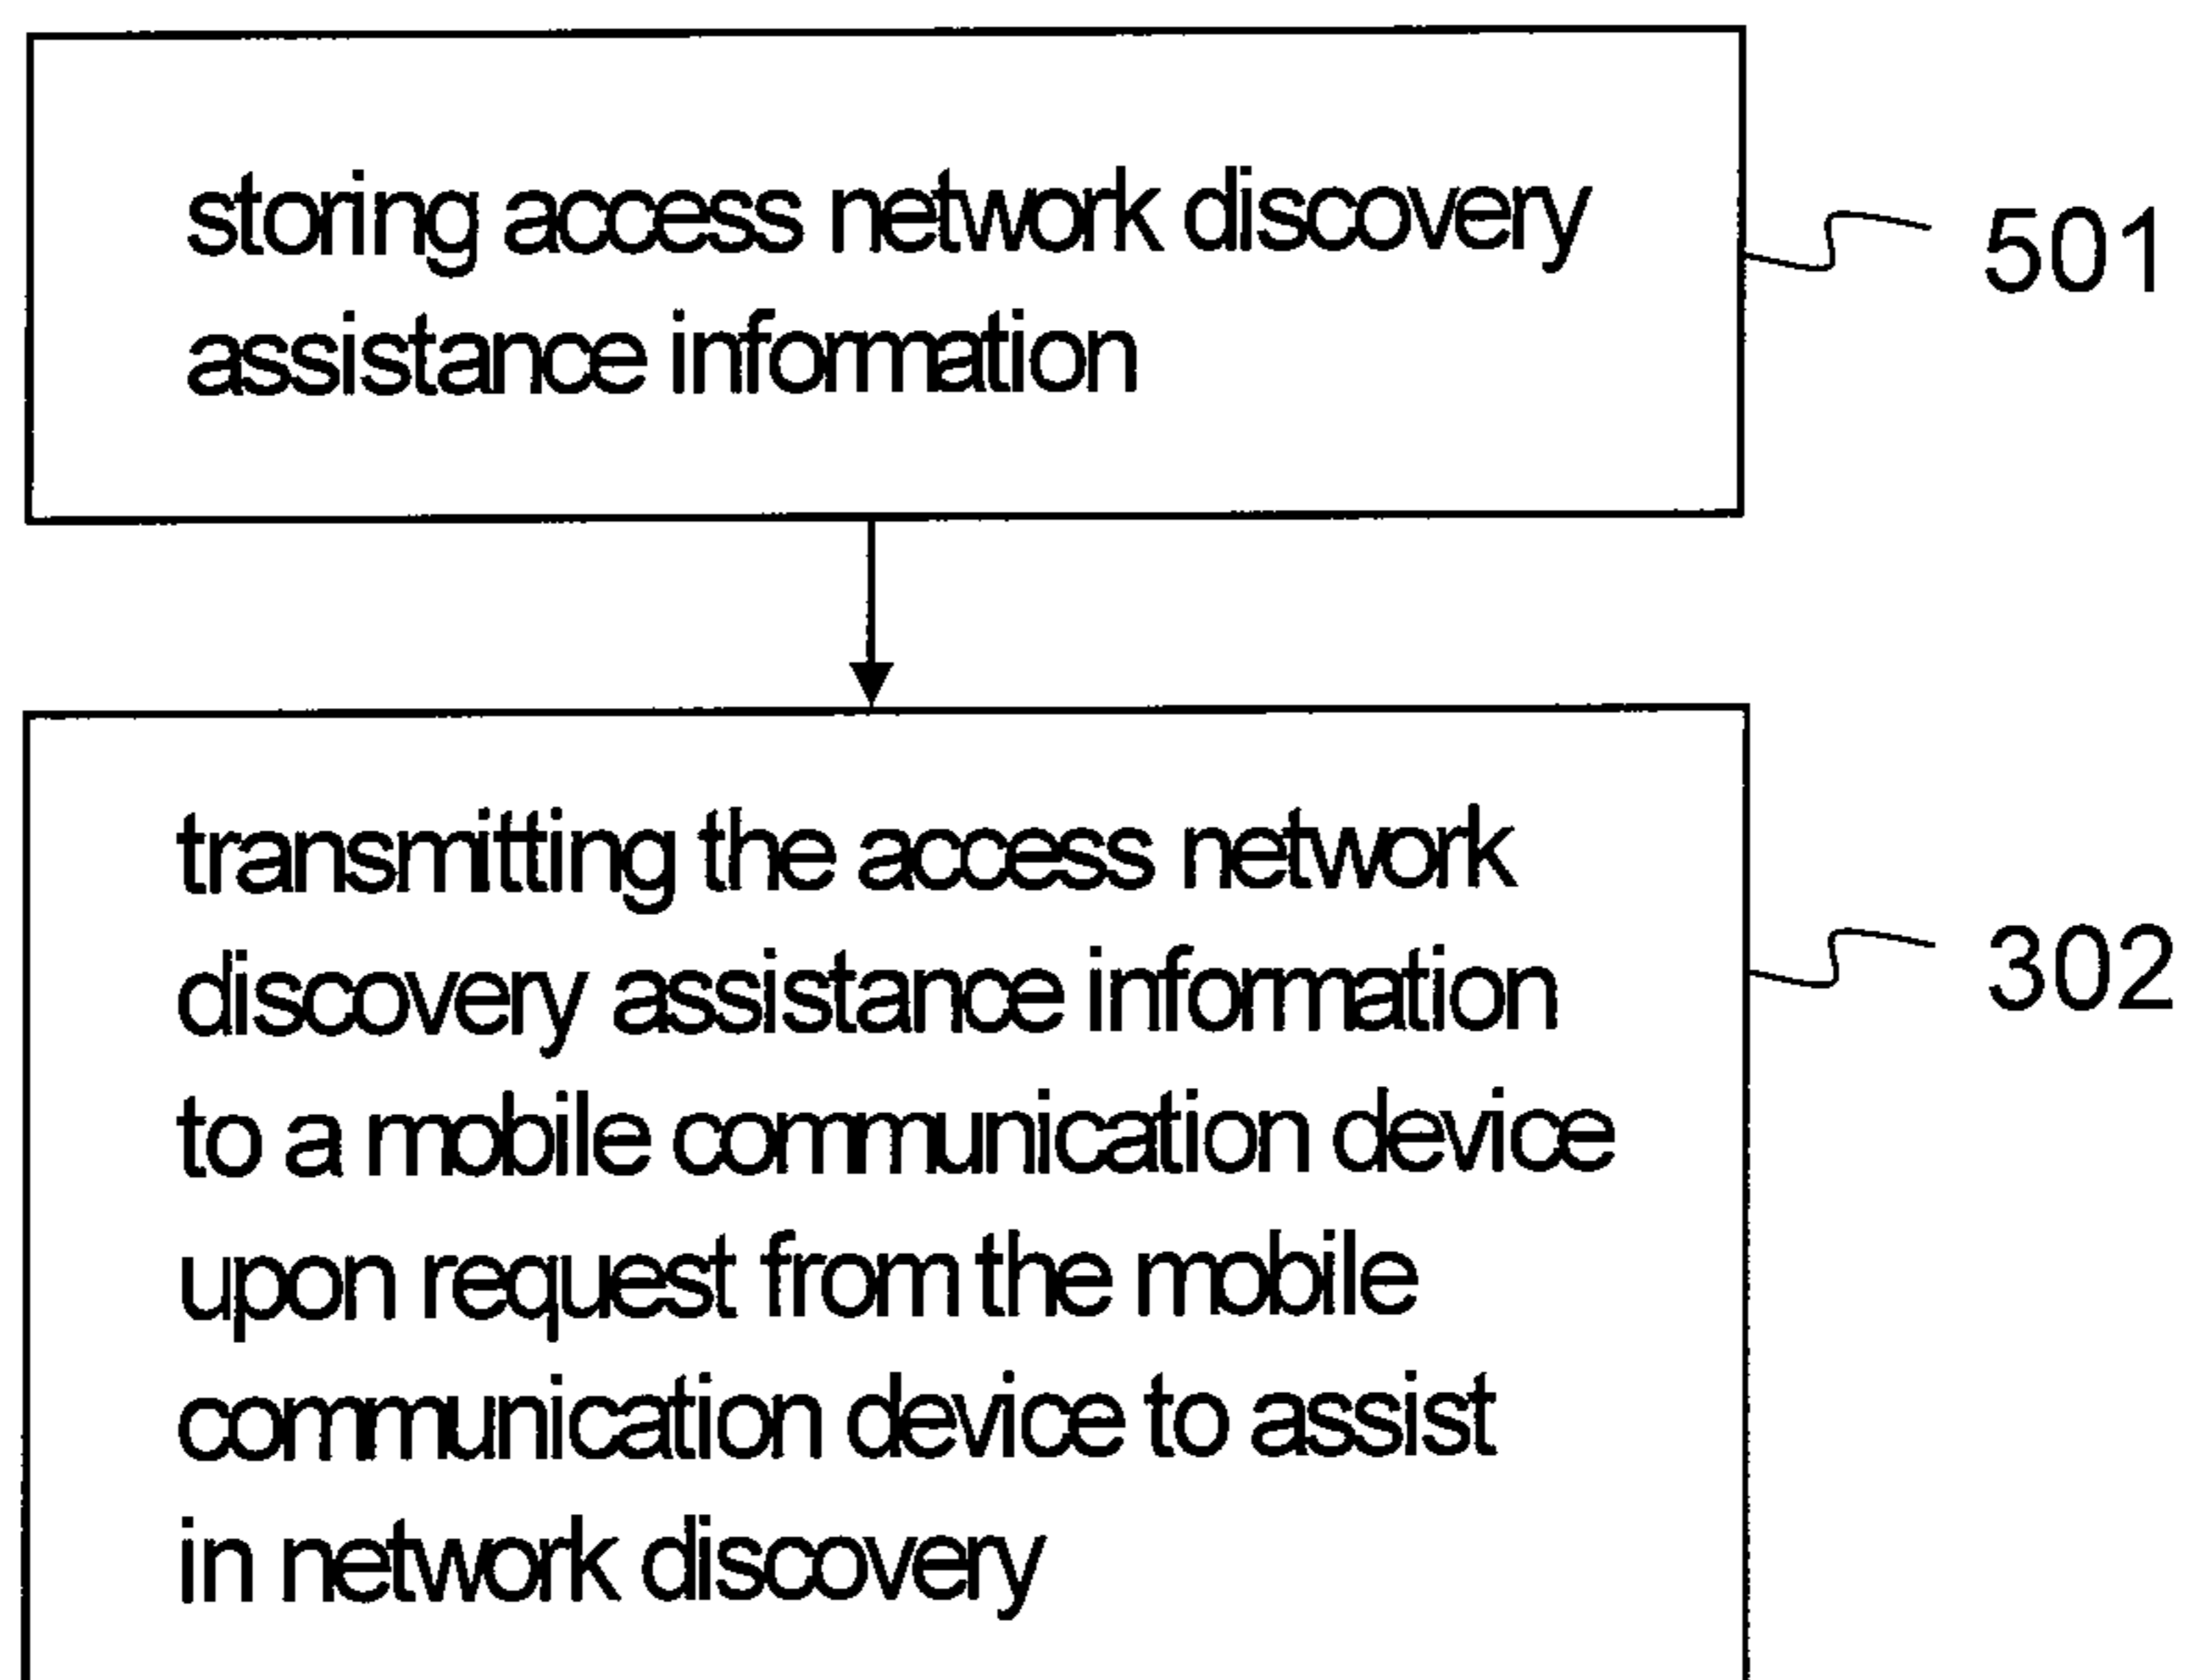 storing access network discovery
assistance information
501
transmitting the access network
discovery assistance information
to a mobile communication device
upon request from the mobile
communication device to assist
in network discovery
302